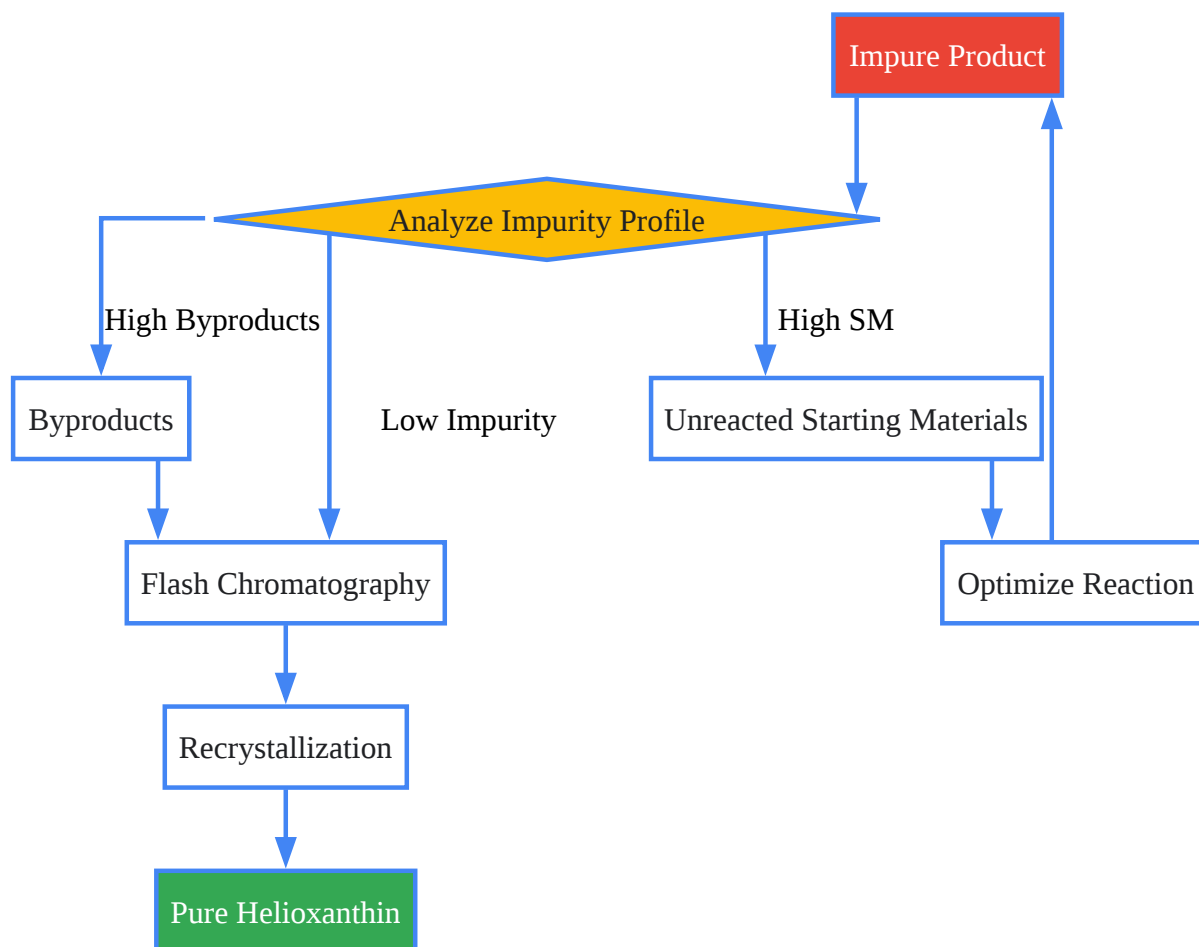 Impure Product
Analyze Impurity Profile
High Byproducts
High SM
Byproducts
Low Impurity
Unreacted Starting Materials
Flash Chromatography
Optimize Reaction
Recrystallization
Pure Helioxanthin